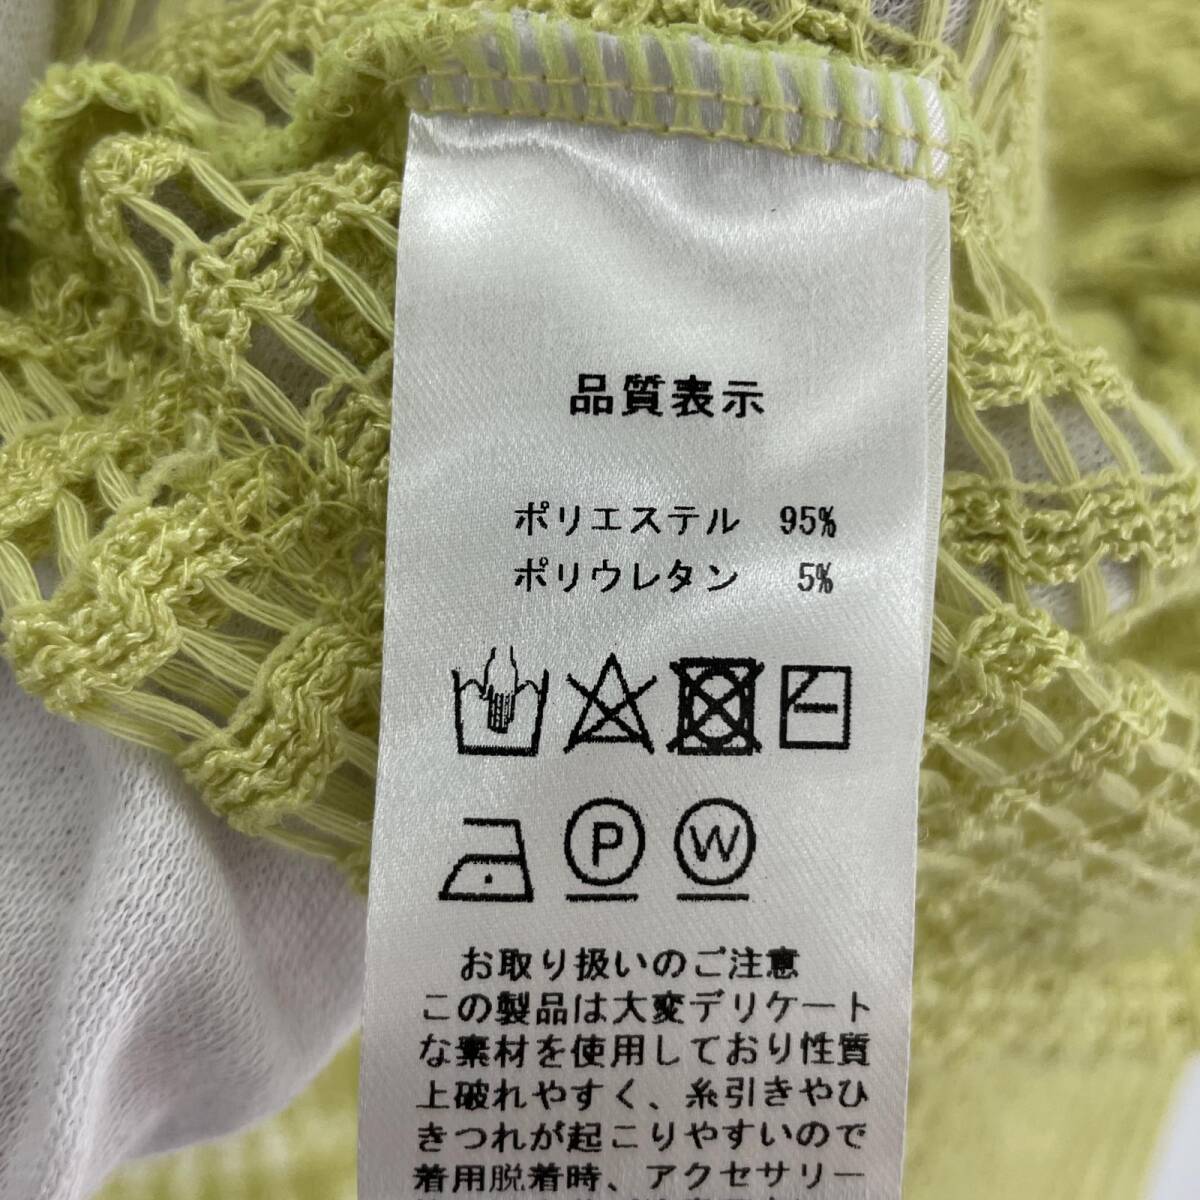 品質表示
ポリエステル 95%
ポリウレタン 5%
P W
お取り扱いのご注意
この製品は大変デリケート
な素材を使用しており性質
上破れやすく、糸引きやひ
きつれが起こりやすいので
着用脱着時、アクセサリー